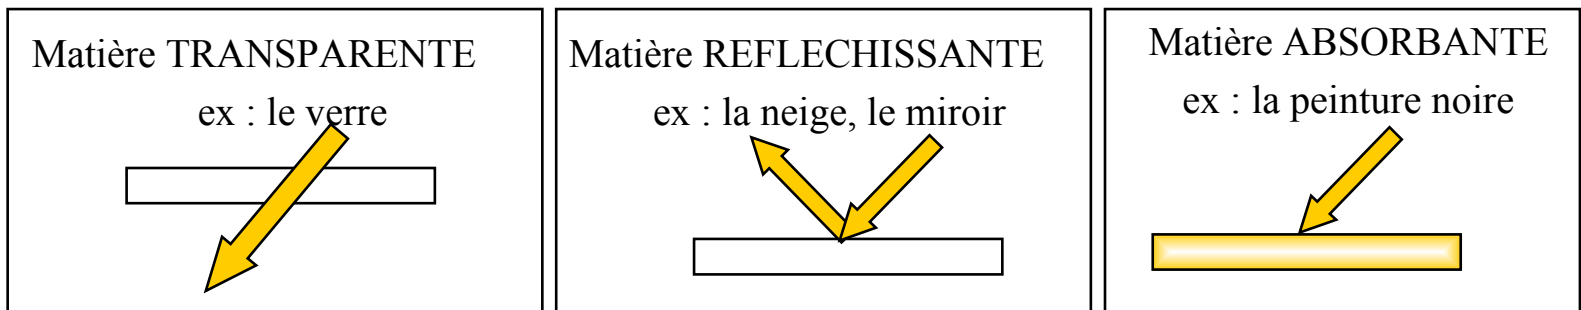 Matière TRANSPARENTE
ex : le verre
Matière REFLECHISSANTE
ex : la neige, le miroir
Matière ABSORBANTE
ex : la peinture noire